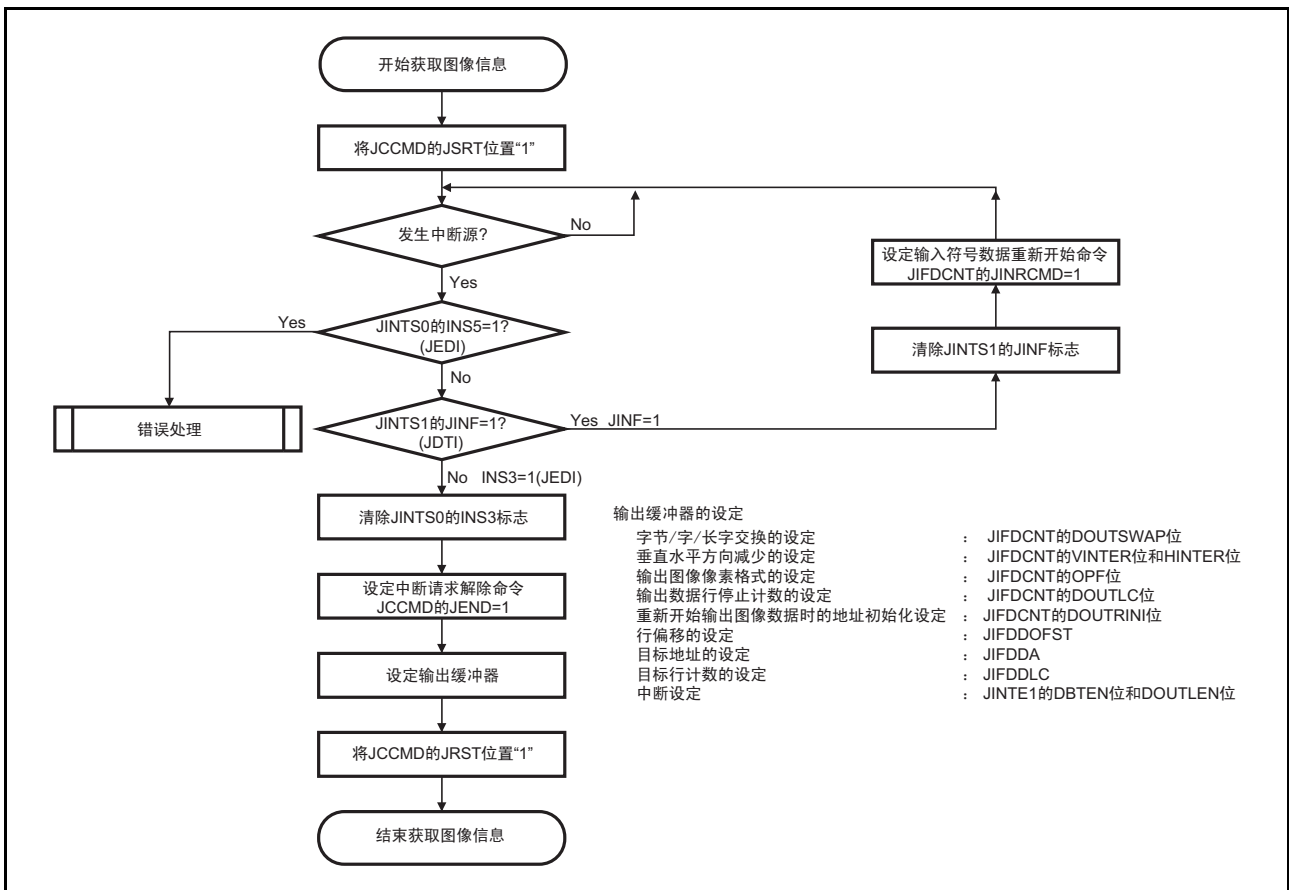 开始获取图像信息
将JCCMD的JSRT位置“1”
发生中断源?
No
Yes
JINTS0的INS5=1?
(JEDI)
Yes
No
错误处理
JINTS1的JINF=1?
(JDTI)
Yes JINF=1
设定输入符号数据重新开始命令
JIFDCNT的JINRCMD=1
清除JINTS1的JINF标志
No INS3=1(JEDI)
清除JINTS0的INS3标志
设定中断请求解除命令
JCCMD的JEND=1
设定输出缓冲器
将JCCMD的JRST位置“1”
结束获取图像信息
输出缓冲器的设定
字节/字/长字交换的设定 : JIFDCNT的DOUTSWAP位
垂直水平方向减少的设定 : JIFDCNT的VINTER位和HINTER位
输出图像像素格式的设定 : JIFDCNT的OPF位
输出数据行停止计数的设定 : JIFDCNT的DOUTLC位
重新开始输出图像数据时的地址初始化设定 : JIFDCNT的DOUTRINI位
行偏移的设定 : JIFDDOFST
目标地址的设定 : JIFDDA
目标行计数的设定 : JIFDDLC
中断设定 : JINTE1的DBTEN位和DOUTLEN位